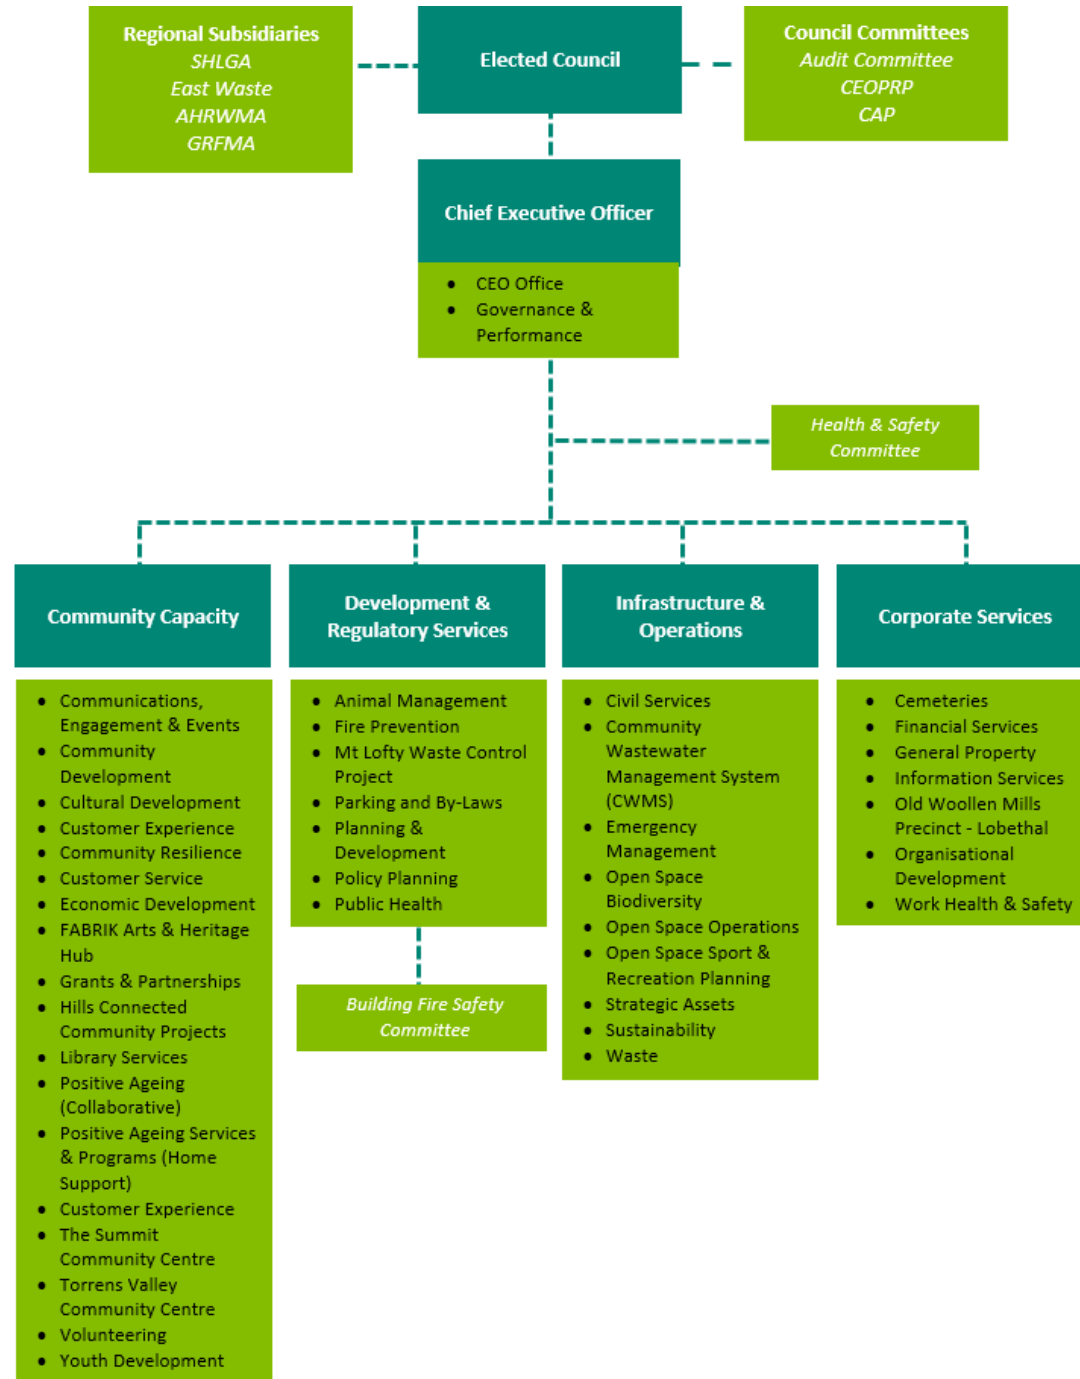 Regional Subsidiaries
SHLGA
East Waste
AHRWMA
GRFMA
Elected Council
Council Committees
Audit Committee
CEOPRP
CAP
Chief Executive Officer
• CEO Office
• Governance &
Performance
Health & Safety
Committee
Community Capacity
• Communications,
Engagement & Events
• Community
Development
• Cultural Development
• Customer Experience
• Community Resilience
• Customer Service
• Economic Development
• FABRIK Arts & Heritage
Hub
• Grants & Partnerships
• Hills Connected
Community Projects
• Library Services
• Positive Ageing
(Collaborative)
• Positive Ageing Services
& Programs (Home
Support)
• Customer Experience
• The Summit
Community Centre
• Torrens Valley
Community Centre
• Volunteering
• Youth Development
Development &
Regulatory Services
• Animal Management
• Fire Prevention
• Mt Lofty Waste Control
Project
• Parking and By-Laws
• Planning &
Development
• Policy Planning
• Public Health
Building Fire Safety
Committee
Infrastructure &
Operations
• Civil Services
• Community
Wastewater
Management System
(CWMS)
• Emergency
Management
• Open Space
Biodiversity
• Open Space Operations
• Open Space Sport &
Recreation Planning
• Strategic Assets
• Sustainability
• Waste
Corporate Services
• Cemeteries
• Financial Services
• General Property
• Information Services
• Old Woollen Mills
Precinct - Lobethal
• Organisational
Development
• Work Health & Safety